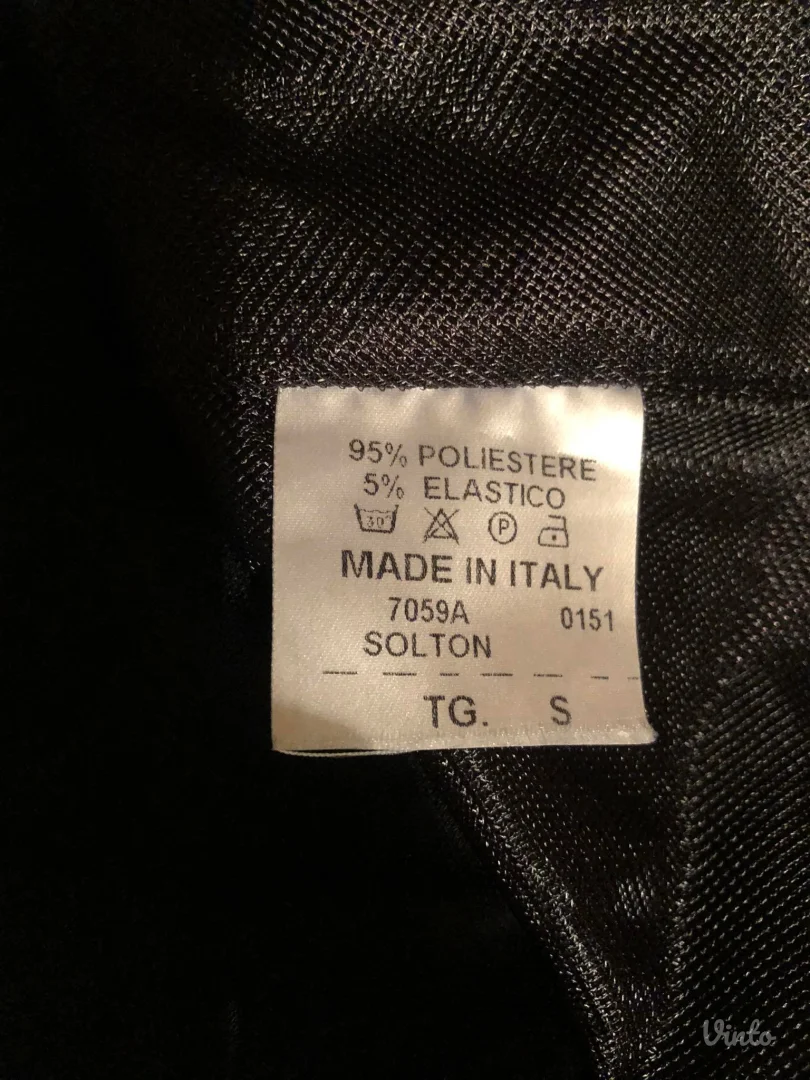 95% POLIESTERE
5% ELASTICO
30° P
MADE IN ITALY
7059A 0151
SOLTON
TG. S
Vinto